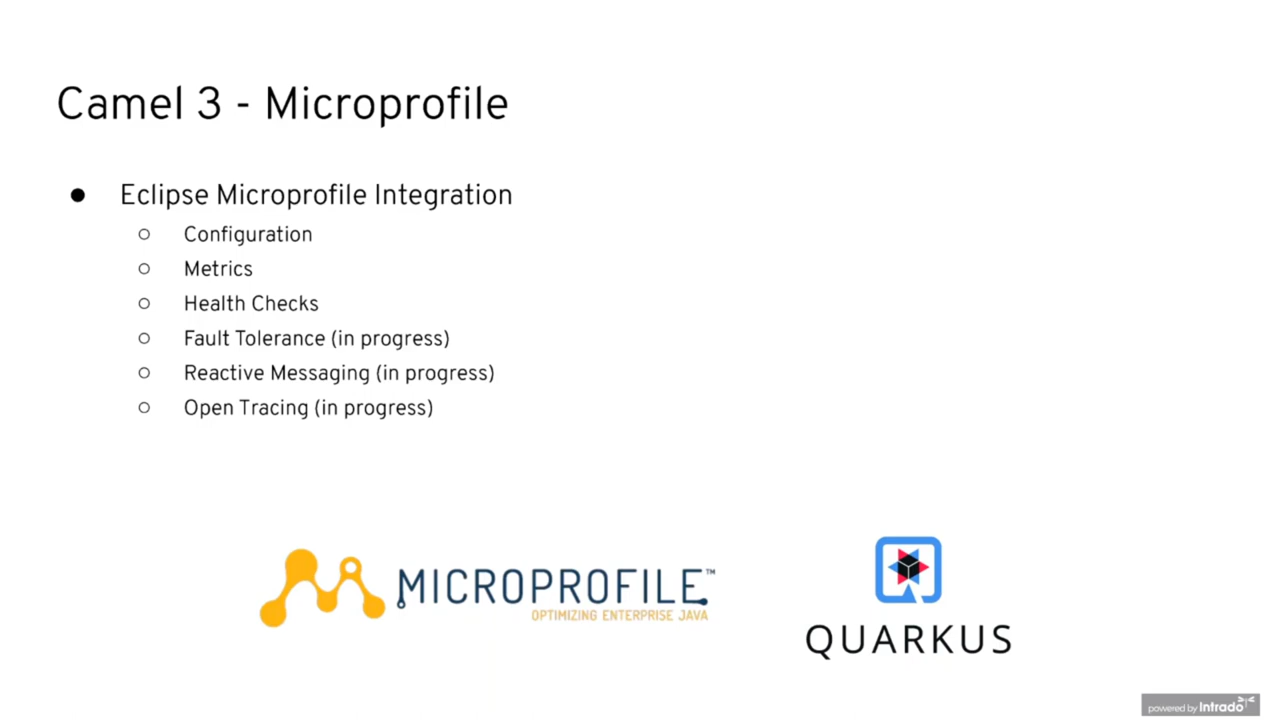 Camel 3 - Microprofile
● Eclipse Microprofile Integration
○ Configuration
○ Metrics
○ Health Checks
○ Fault Tolerance (in progress)
○ Reactive Messaging (in progress)
○ Open Tracing (in progress)
MICROPROFILE™
OPTIMIZING ENTERPRISE JAVA
QUARKUS
powered by Intrado